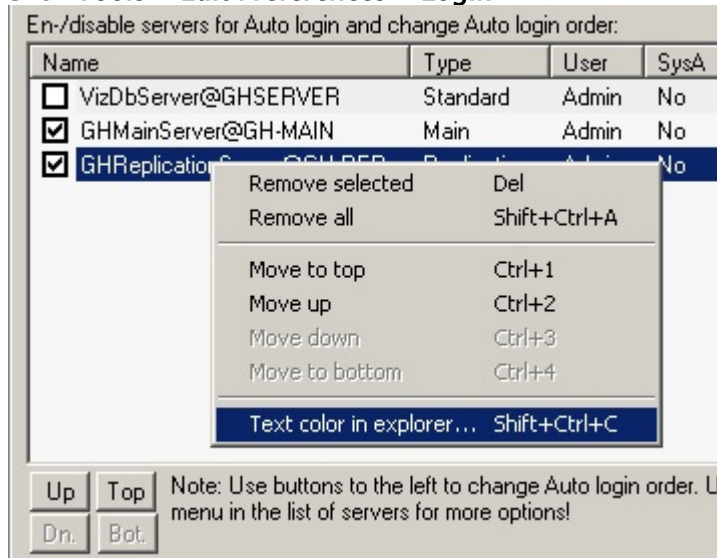 En-/disable servers for Auto login and change Auto login order:
Name Type User SysA
VizDbServer@GHSERVER Standard Admin No
GHMainServer@GH-MAIN Main Admin No
No
Remove selected Del
Remove all Shift+Ctrl+A
Move to top Ctrl+1
Move up Ctrl+2
Move down Ctrl+3
Move to bottom Ctrl+4
Text color in explorer... Shift+Ctrl+C
Up Top Note: Use buttons to the left to change Auto login order. U
Dn. Bot. menu in the list of servers for more options!